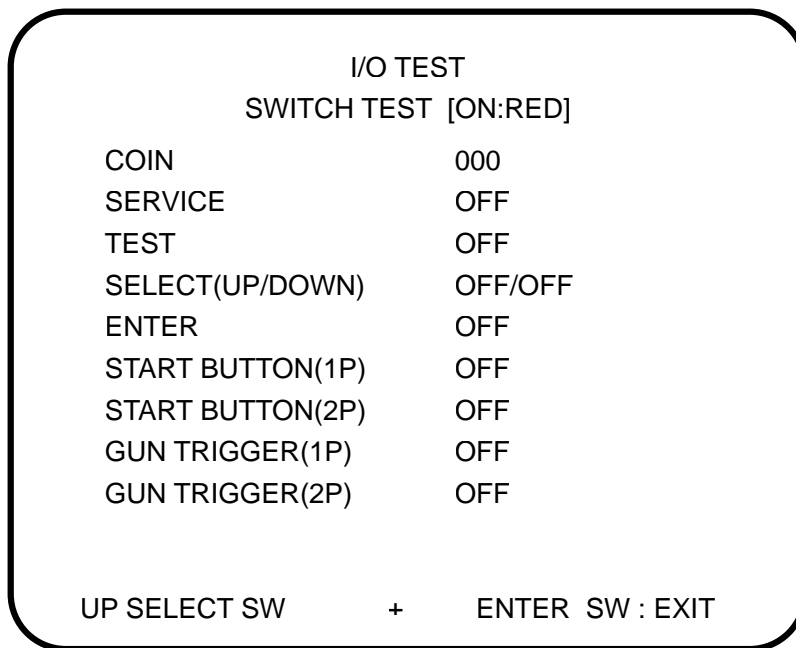 I/O TEST
SWITCH TEST [ON:RED]
COIN 000
SERVICE OFF
TEST OFF
SELECT(UP/DOWN) OFF/OFF
ENTER OFF
START BUTTON(1P) OFF
START BUTTON(2P) OFF
GUN TRIGGER(1P) OFF
GUN TRIGGER(2P) OFF
UP SELECT SW + ENTER SW : EXIT